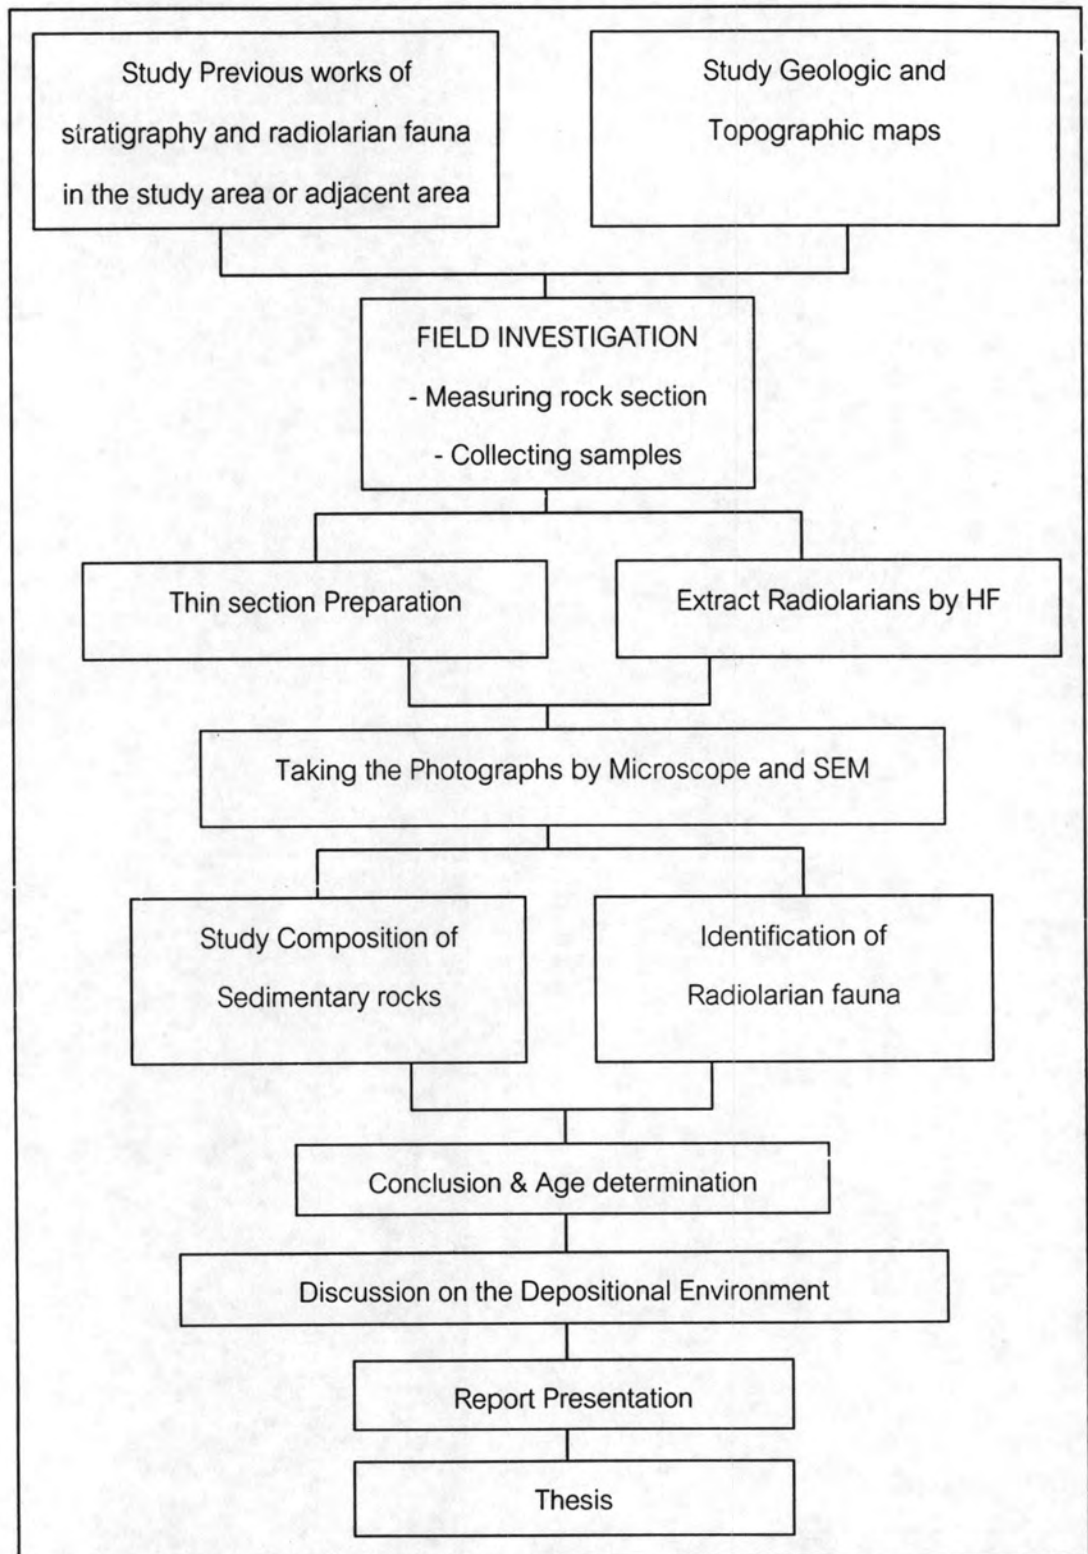 Study Previous works of
stratigraphy and radiolarian fauna
in the study area or adjacent area
Study Geologic and
Topographic maps
FIELD INVESTIGATION
- Measuring rock section
- Collecting samples
Thin section Preparation
Extract Radiolarians by HF
Taking the Photographs by Microscope and SEM
Study Composition of
Sedimentary rocks
Identification of
Radiolarian fauna
Conclusion & Age determination
Discussion on the Depositional Environment
Report Presentation
Thesis